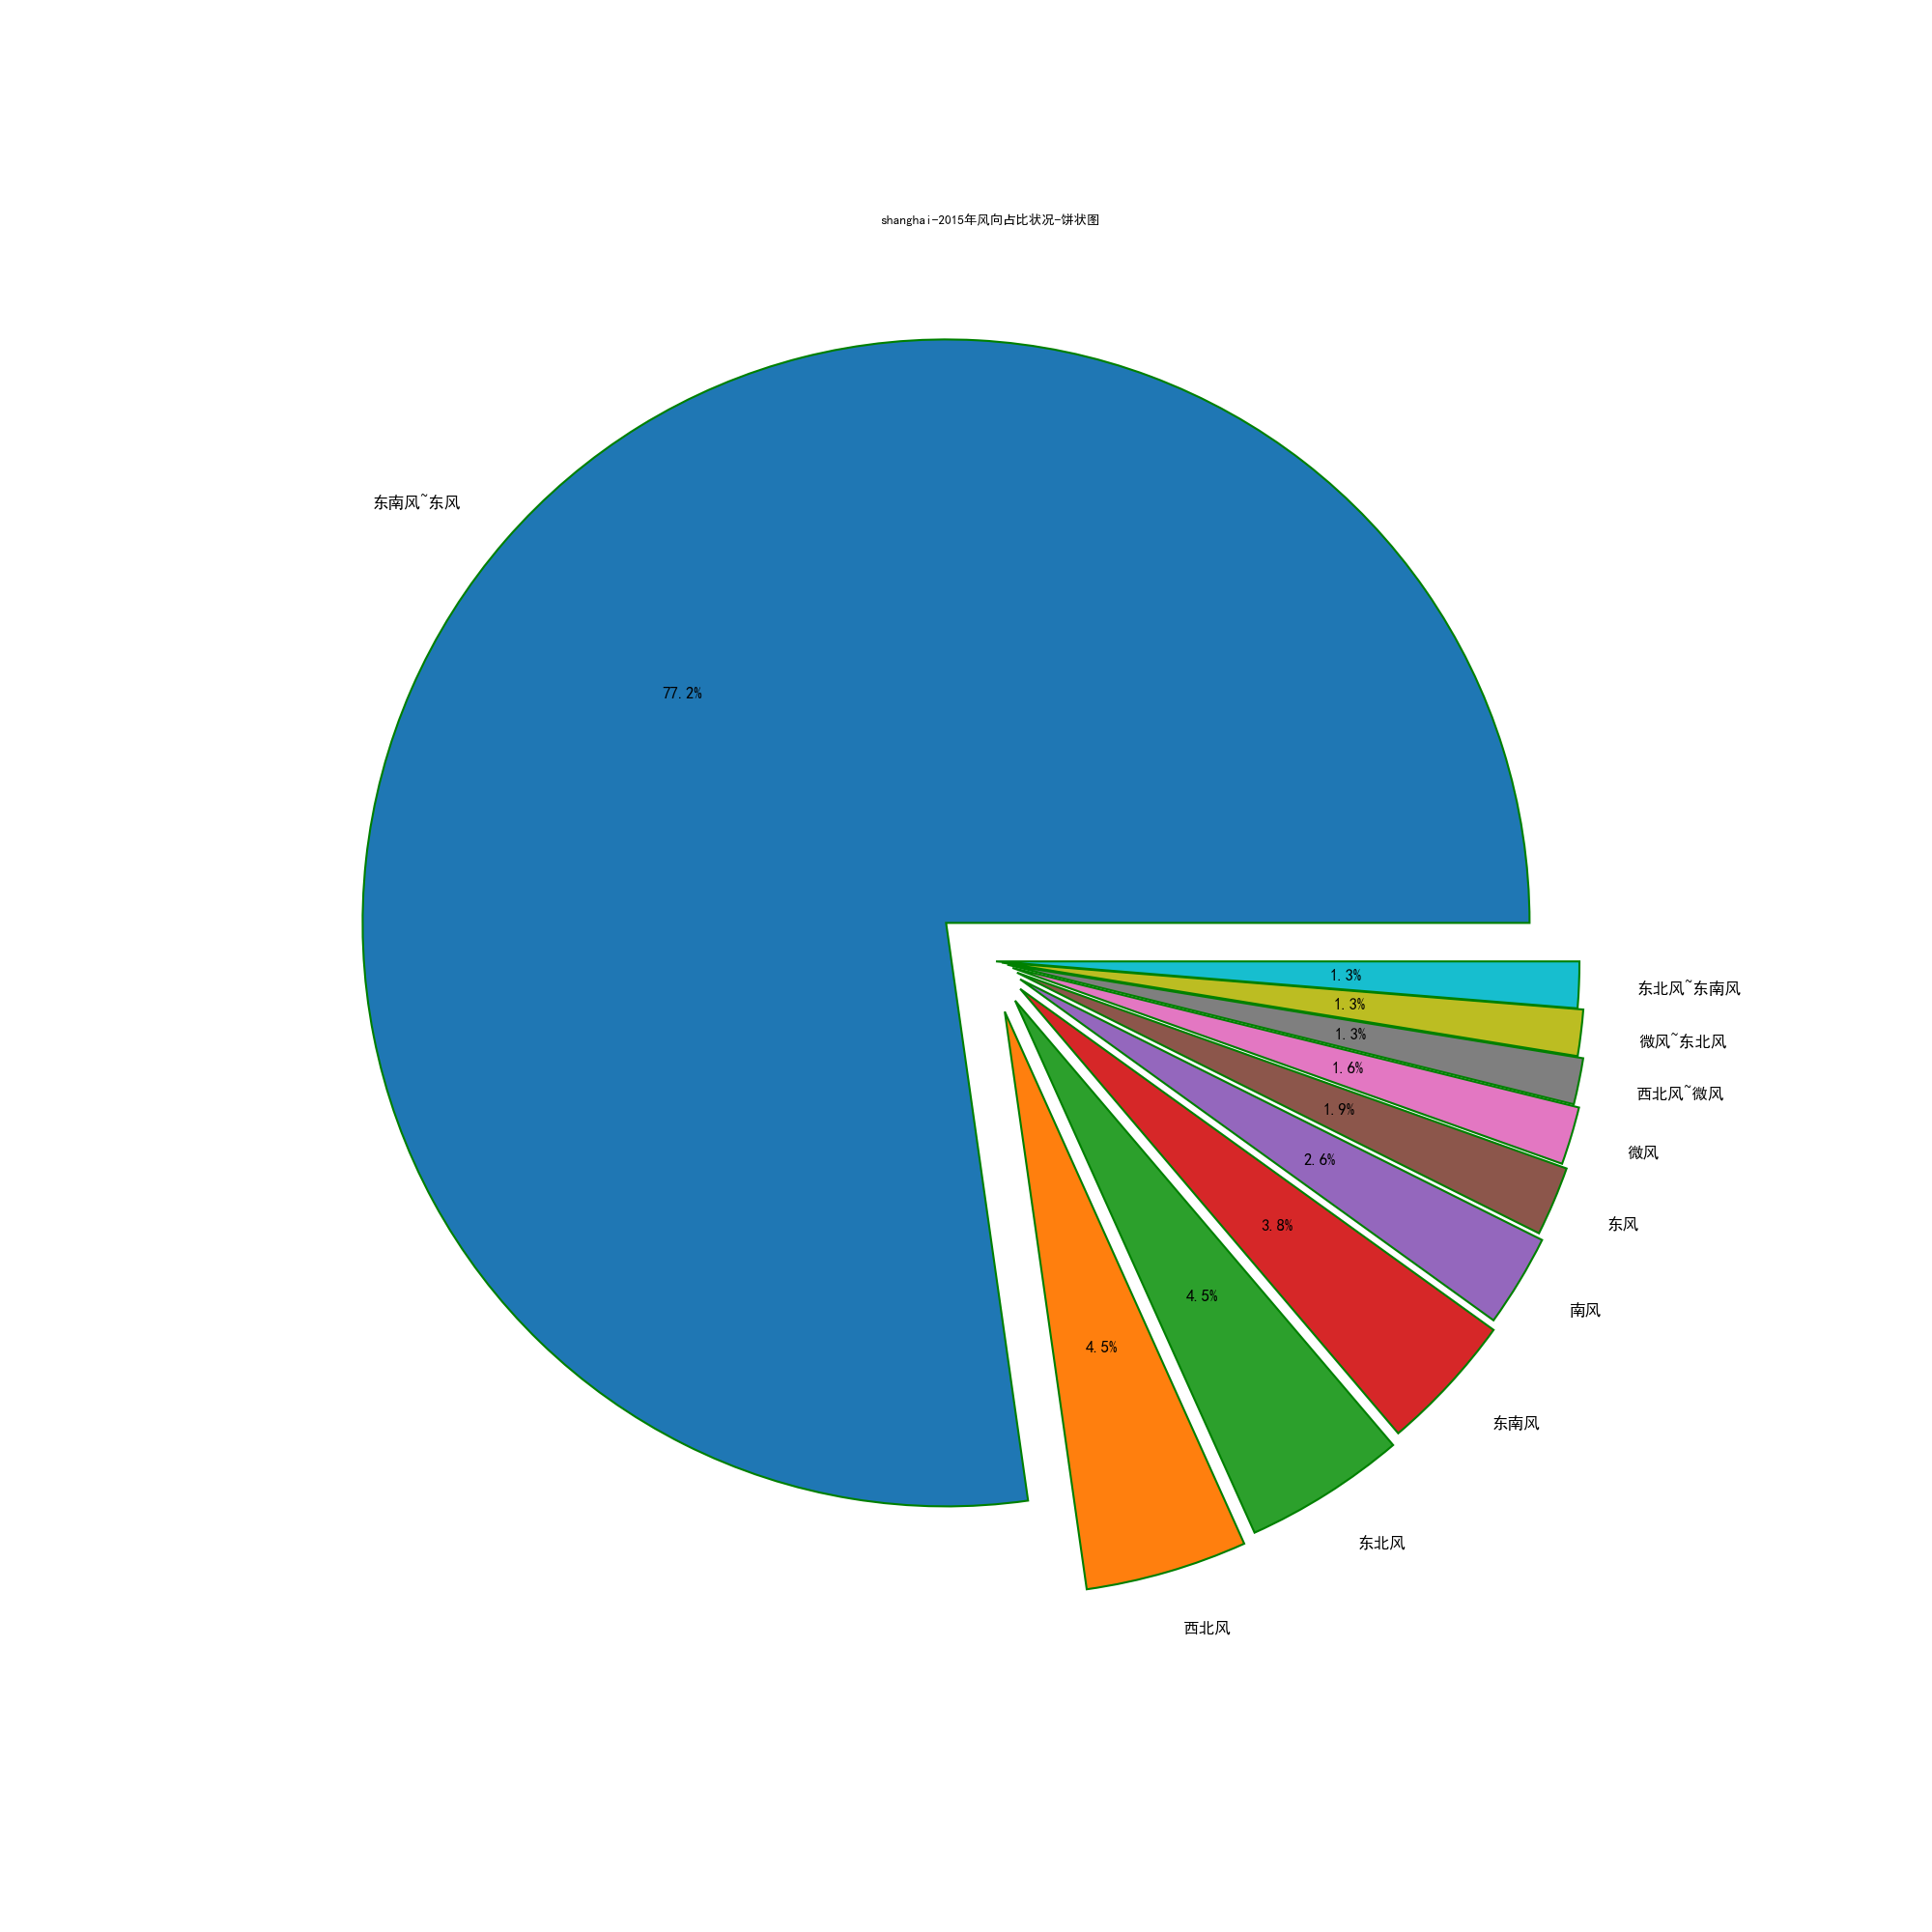 shanghai-2015年风向占比状况-饼状图
东南风~东风
77.2%
1.3%
东北风~东南风
1.3%
微风~东北风
1.3%
西北风~微风
1.6%
微风
1.9%
东风
2.6%
南风
3.8%
东南风
4.5%
东北风
4.5%
西北风